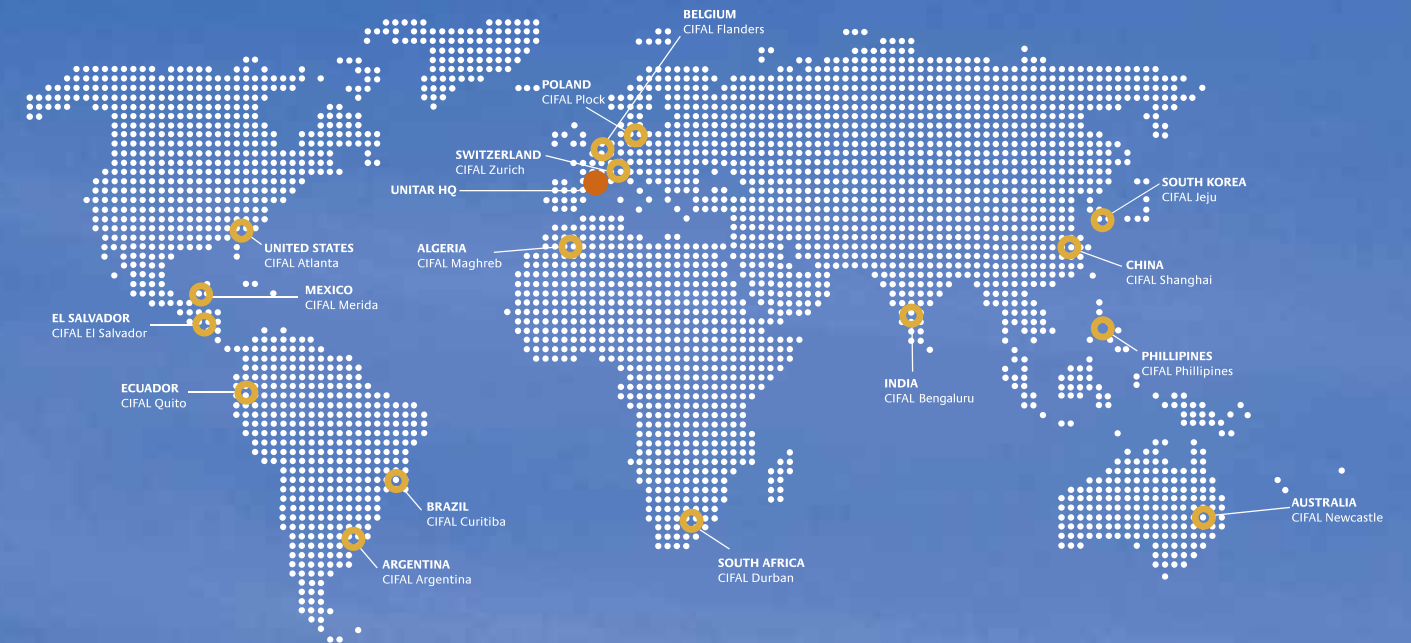 BELGIUM
CIFAL Flanders
POLAND
CIFAL Plock
SWITZERLAND
CIFAL Zurich
UNITAR HQ
SOUTH KOREA
CIFAL Jeju
UNITED STATES
CIFAL Atlanta
ALGERIA
CIFAL Maghreb
CHINA
CIFAL Shanghai
MEXICO
CIFAL Merida
EL SALVADOR
CIFAL El Salvador
PHILLIPINES
CIFAL Phillipines
ECUADOR
CIFAL Quito
INDIA
CIFAL Bengaluru
BRAZIL
CIFAL Curitiba
AUSTRALIA
CIFAL Newcastle
ARGENTINA
CIFAL Argentina
SOUTH AFRICA
CIFAL Durban